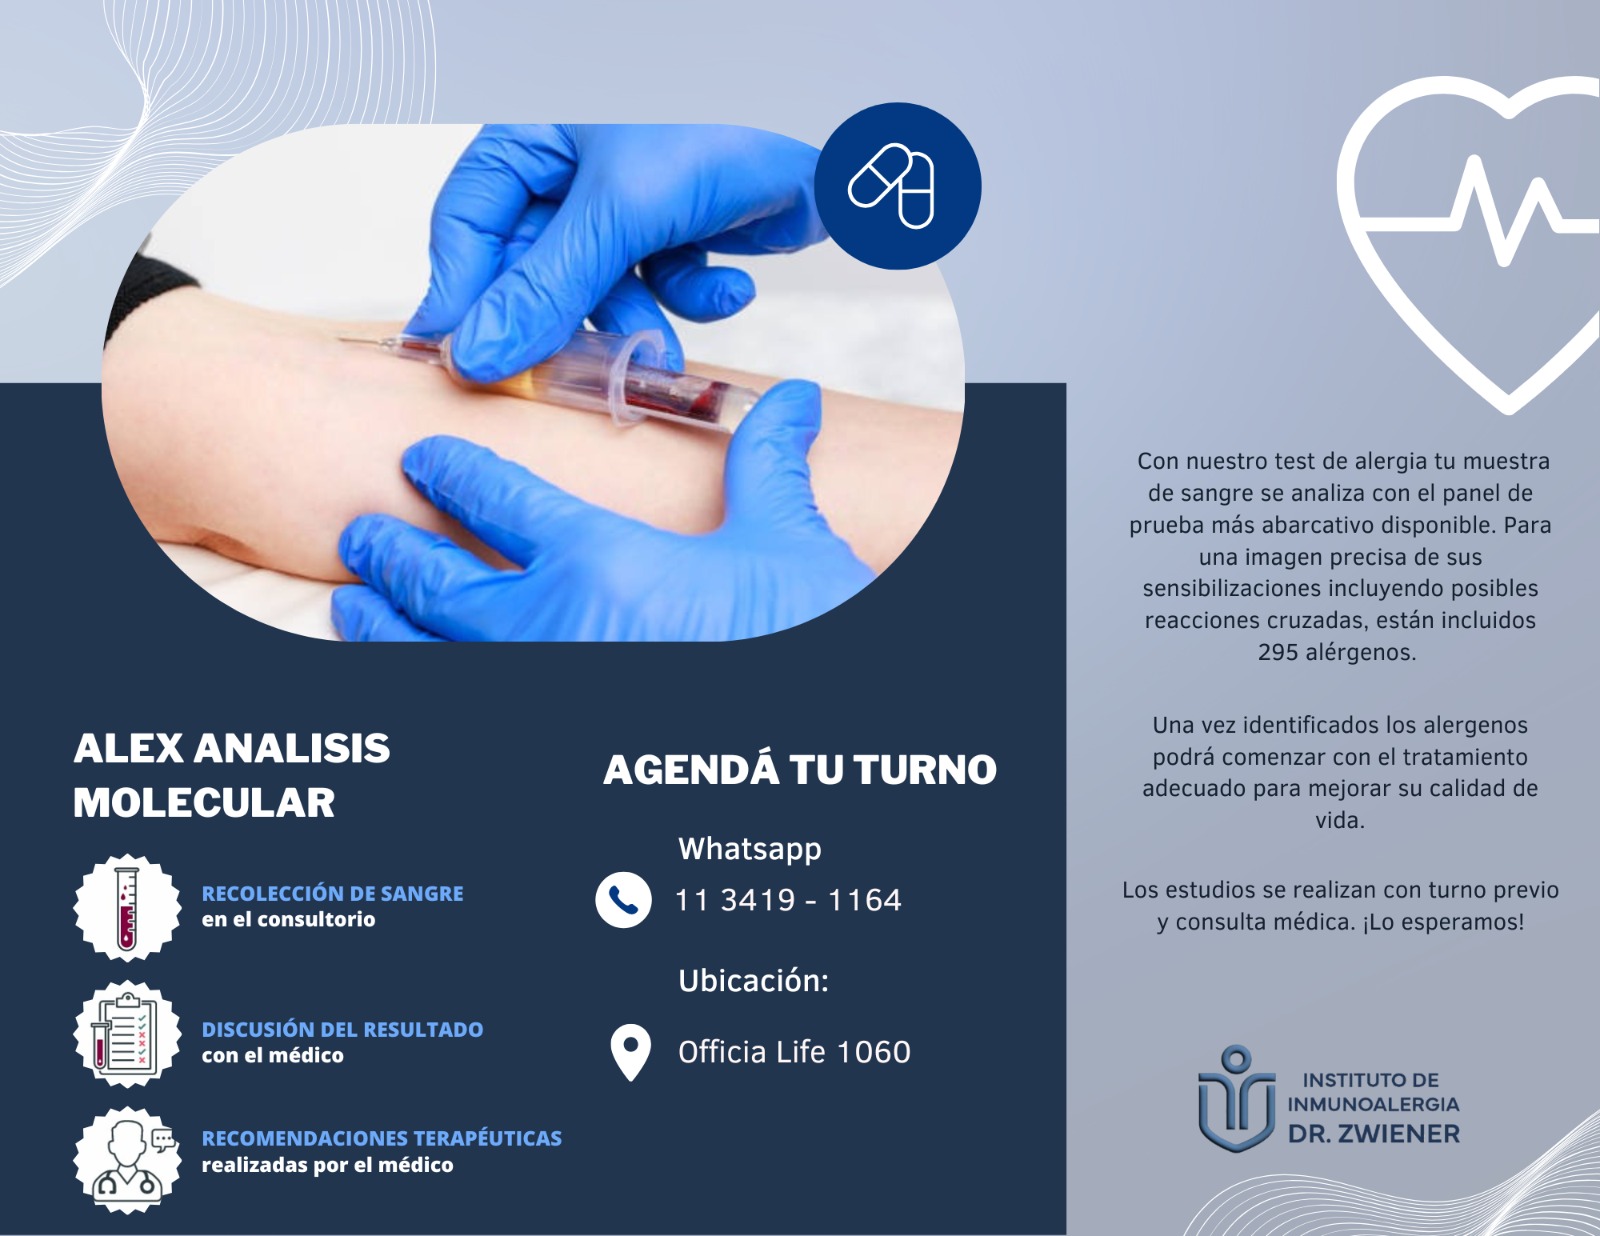 ALEX ANALISIS
MOLECULAR
RECOLECCIÓN DE SANGRE
en el consultorio
DISCUSIÓN DEL RESULTADO
con el médico
RECOMENDACIONES TERAPÉUTICAS
realizadas por el médico
AGENDÁ TU TURNO
Whatsapp
11 3419 - 1164
Ubicación:
Officia Life 1060
Con nuestro test de alergia tu muestra
de sangre se analiza con el panel de
prueba más abarcativo disponible. Para
una imagen precisa de sus
sensibilizaciones incluyendo posibles
reacciones cruzadas, están incluidos
295 alérgenos.
Una vez identificados los alergenos
podrá comenzar con el tratamiento
adecuado para mejorar su calidad de
vida.
Los estudios se realizan con turno previo
y consulta médica. ¡Lo esperamos!
INSTITUTO DE
INMUNOALERGIA
DR. ZWIENER